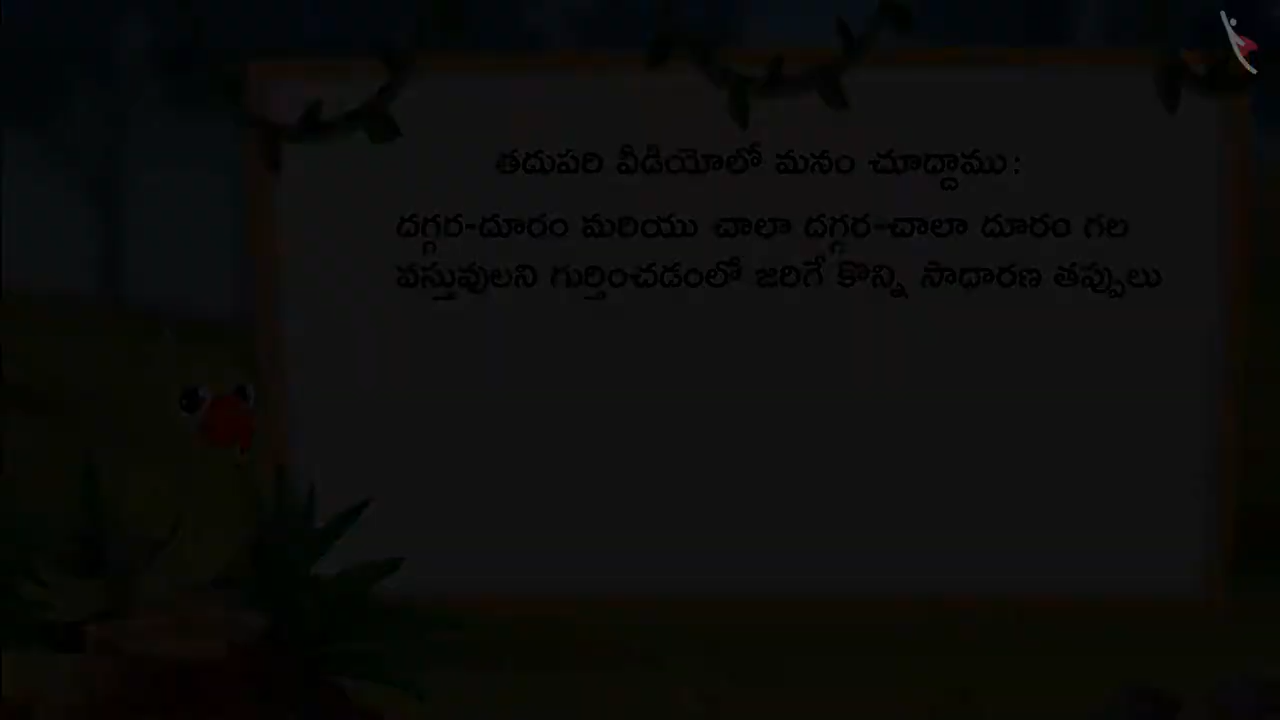 తదుపరి వీడియోలో మనం చూద్దాము:
దగ్గర-దూరం మరియు చాలా దగ్గర-చాలా దూరం గల
వస్తువులని గుర్తించడంలో జరిగే కొన్ని సాదారణ తప్పులు